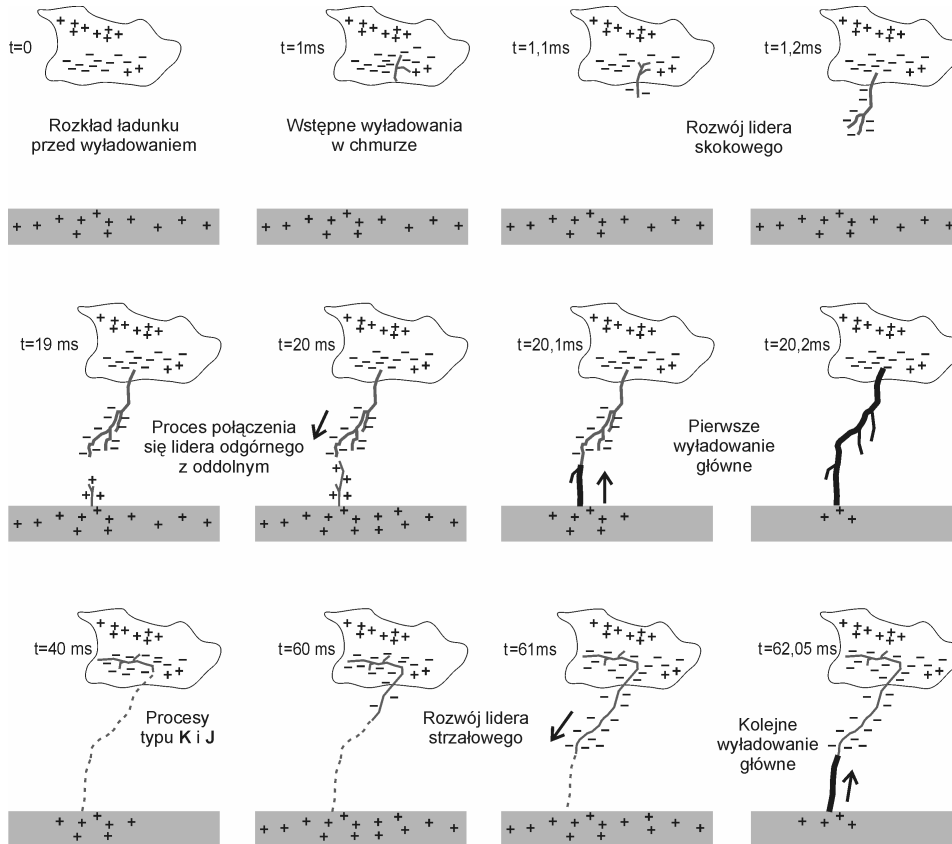 t=0
t=1ms
t=1,1ms
t=1,2ms
Rozkład ładunku
przed wyładowaniem
Wstępne wyładowania
w chmurze
Rozwój lidera
skokowego
t=19 ms
t=20 ms
t=20,1ms
t=20,2ms
Proces połączenia
się lidera odgórnego
z oddolnym
Pierwsze
wyładowanie
główne
t=40 ms
t=60 ms
t=61ms
t=62,05 ms
Procesy
typu K i J
Rozwój lidera
strzałowego
Kolejne
wyładowanie
główne